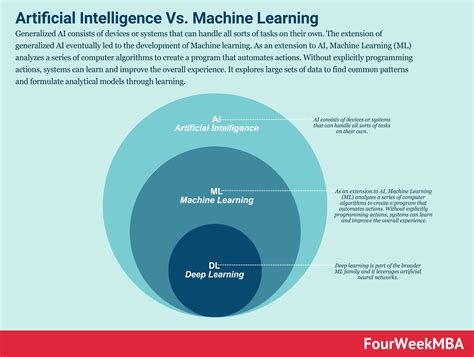 Artificial Intelligence Vs. Machine Learning
Generalized AI consists of devices or systems that can handle all sorts of tasks on their own. The extension of
generalized AI eventually led to the development of Machine learning. As an extension to AI, Machine Learning (ML)
analyzes a series of computer algorithms to create a program that automates actions. Without explicitly programming
actions, systems can learn and improve the overall experience. It explores large sets of data to find common patterns
and formulate analytical models through learning.
AI
Artificial Intelligence
AI consists of devices or systems
that can handle all sorts of tasks
on their own.
ML
Machine Learning
As an extension to AI, Machine Learning
(ML) analyzes a series of computer
algorithms to create a program that
automates actions. Without explicitly
programming actions, systems can learn
and improve the overall experience.
DL
Deep Learning
Deep learning is part of the broader
ML family and it leverages artificial
neural networks.
FourWeekMBA